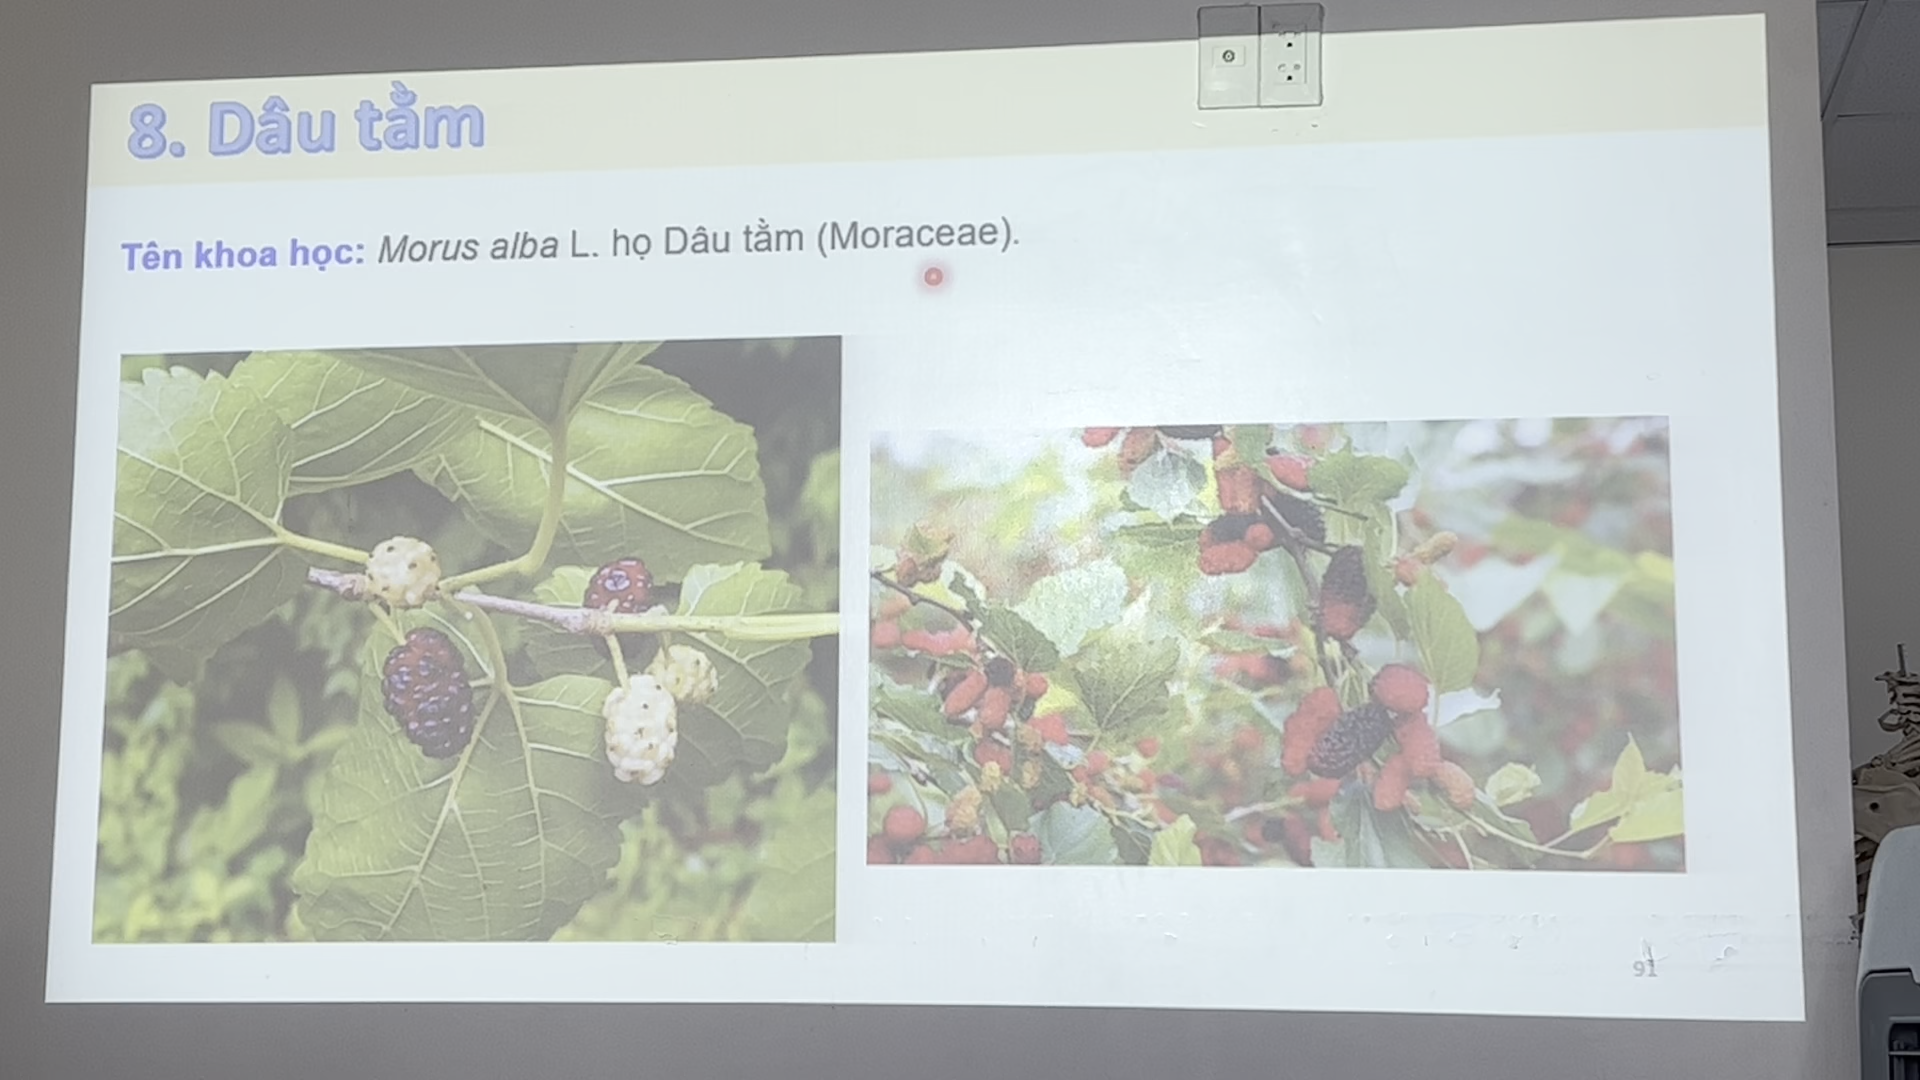 8. Dâu tằm
Tên khoa học: Morus alba L. họ Dâu tằm (Moraceae).
91